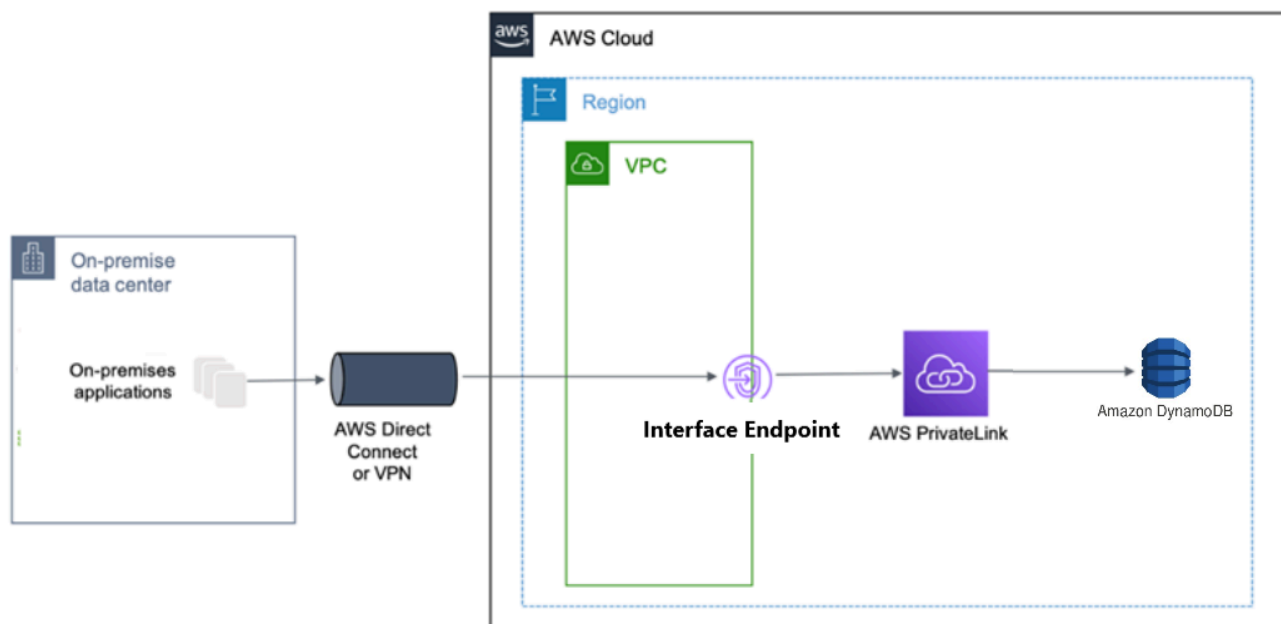 aws
AWS Cloud
Region
VPC
On-premise
data center
On-premises
applications
AWS Direct
Connect
or VPN
Interface Endpoint
AWS PrivateLink
Amazon DynamoDB